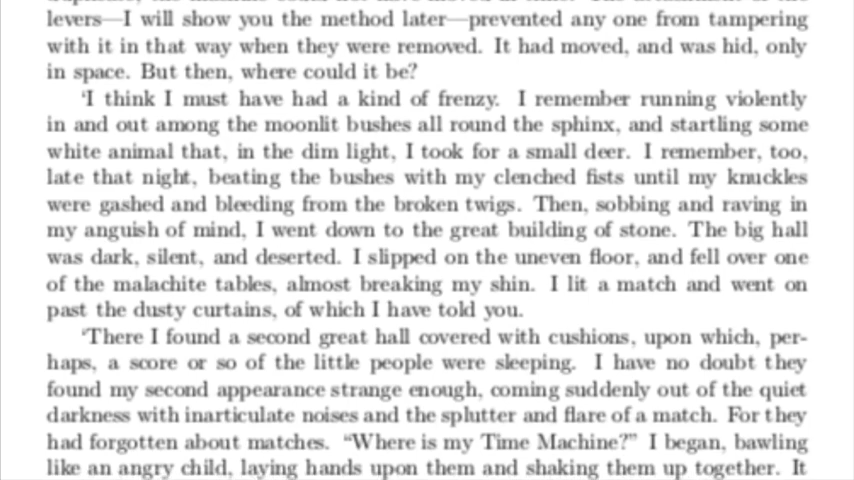 levers—I will show you the method later—prevented any one from tampering
with it in that way when they were removed. It had moved, and was hid, only
in space. But then, where could it be?
‘I think I must have had a kind of frenzy. I remember running violently
in and out among the moonlit bushes all round the sphinx, and startling some
white animal that, in the dim light, I took for a small deer. I remember, too,
late that night, beating the bushes with my clenched fists until my knuckles
were gashed and bleeding from the broken twigs. Then, sobbing and raving in
my anguish of mind, I went down to the great building of stone. The big hall
was dark, silent, and deserted. I slipped on the uneven floor, and fell over one
of the malachite tables, almost breaking my shin. I lit a match and went on
past the dusty curtains, of which I have told you.
‘There I found a second great hall covered with cushions, upon which, per-
haps, a score or so of the little people were sleeping. I have no doubt they
found my second appearance strange enough, coming suddenly out of the quiet
darkness with inarticulate noises and the splutter and flare of a match. For they
had forgotten about matches. “Where is my Time Machine?” I began, bawling
like an angry child, laying hands upon them and shaking them up together. It